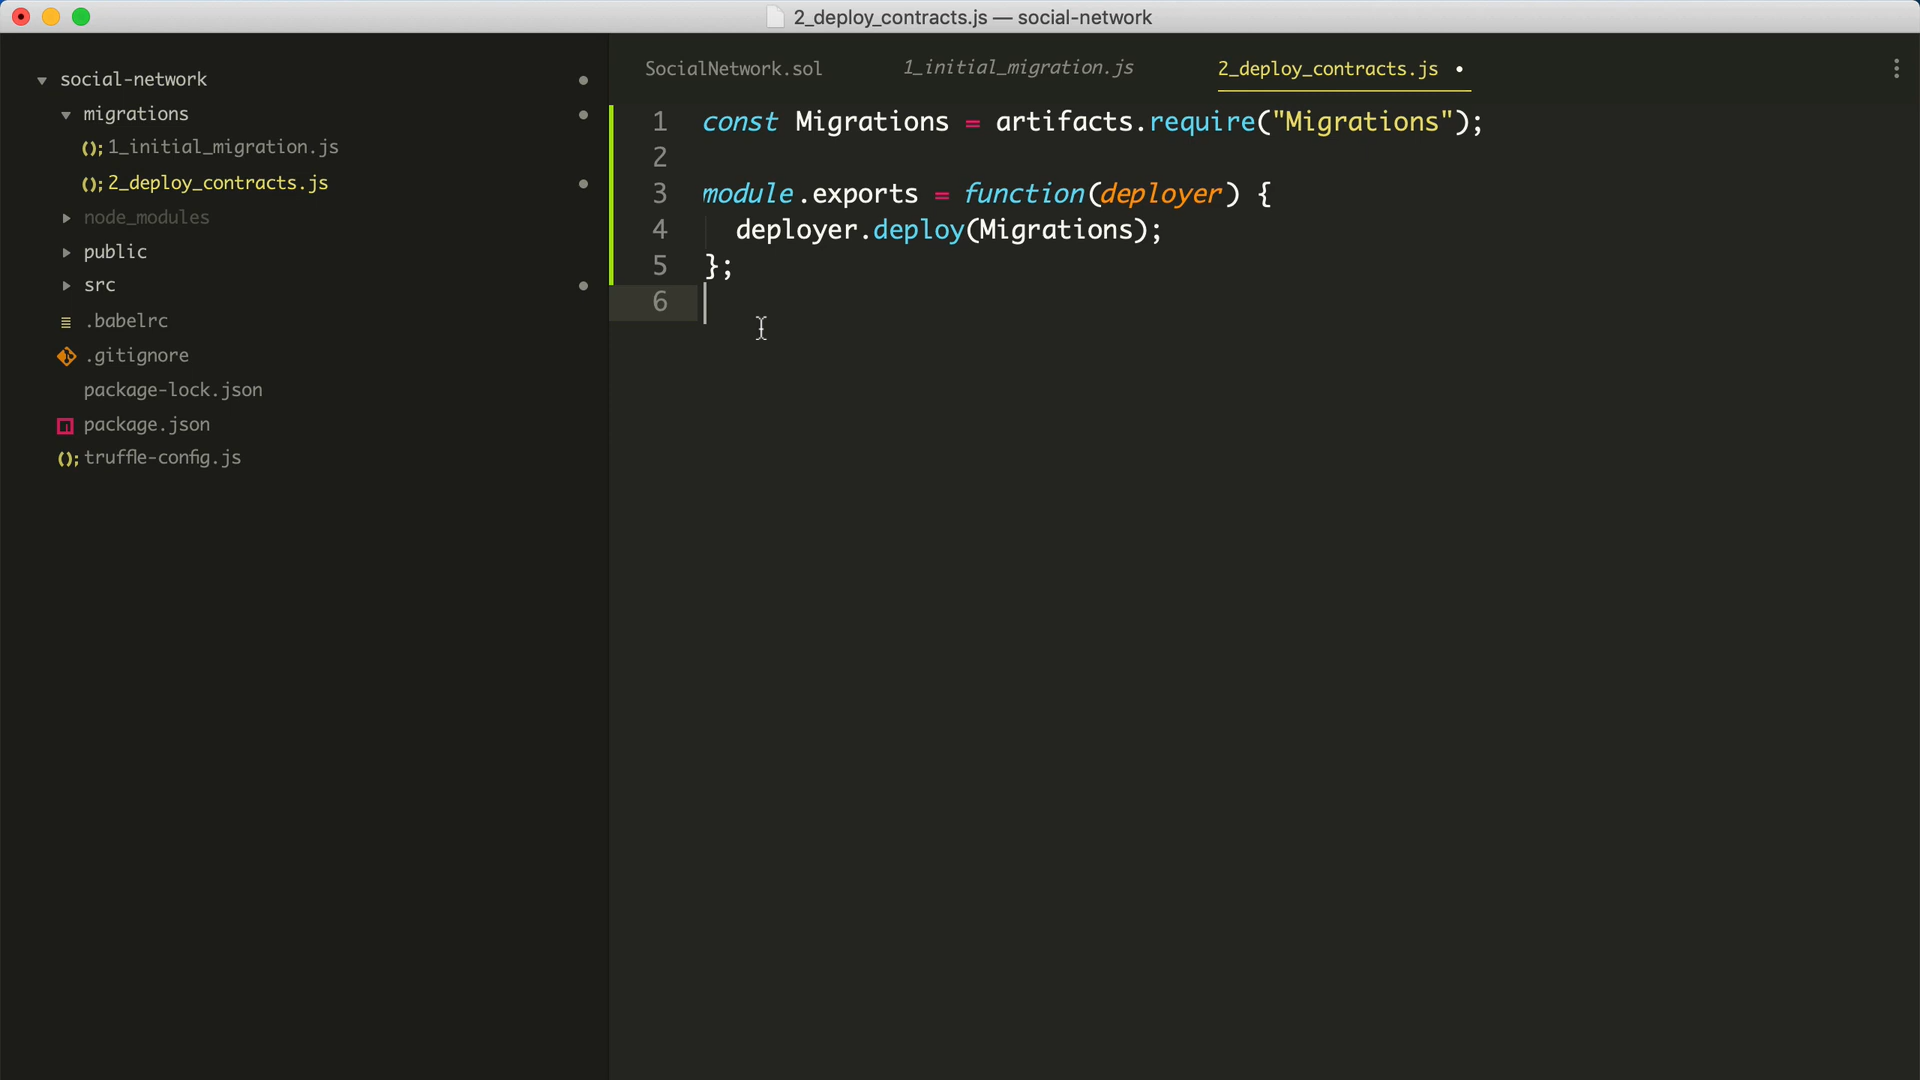 2_deploy_contracts.js — social-network
social-network
migrations
(); 1_initial_migration.js
(); 2_deploy_contracts.js
node_modules
public
src
.babelrc
.gitignore
package-lock.json
package.json
(); truffle-config.js
SocialNetwork.sol
1_initial_migration.js
2_deploy_contracts.js
1 const Migrations = artifacts.require("Migrations");
2
3 module.exports = function(deployer) {
4 deployer.deploy(Migrations);
5 };
6